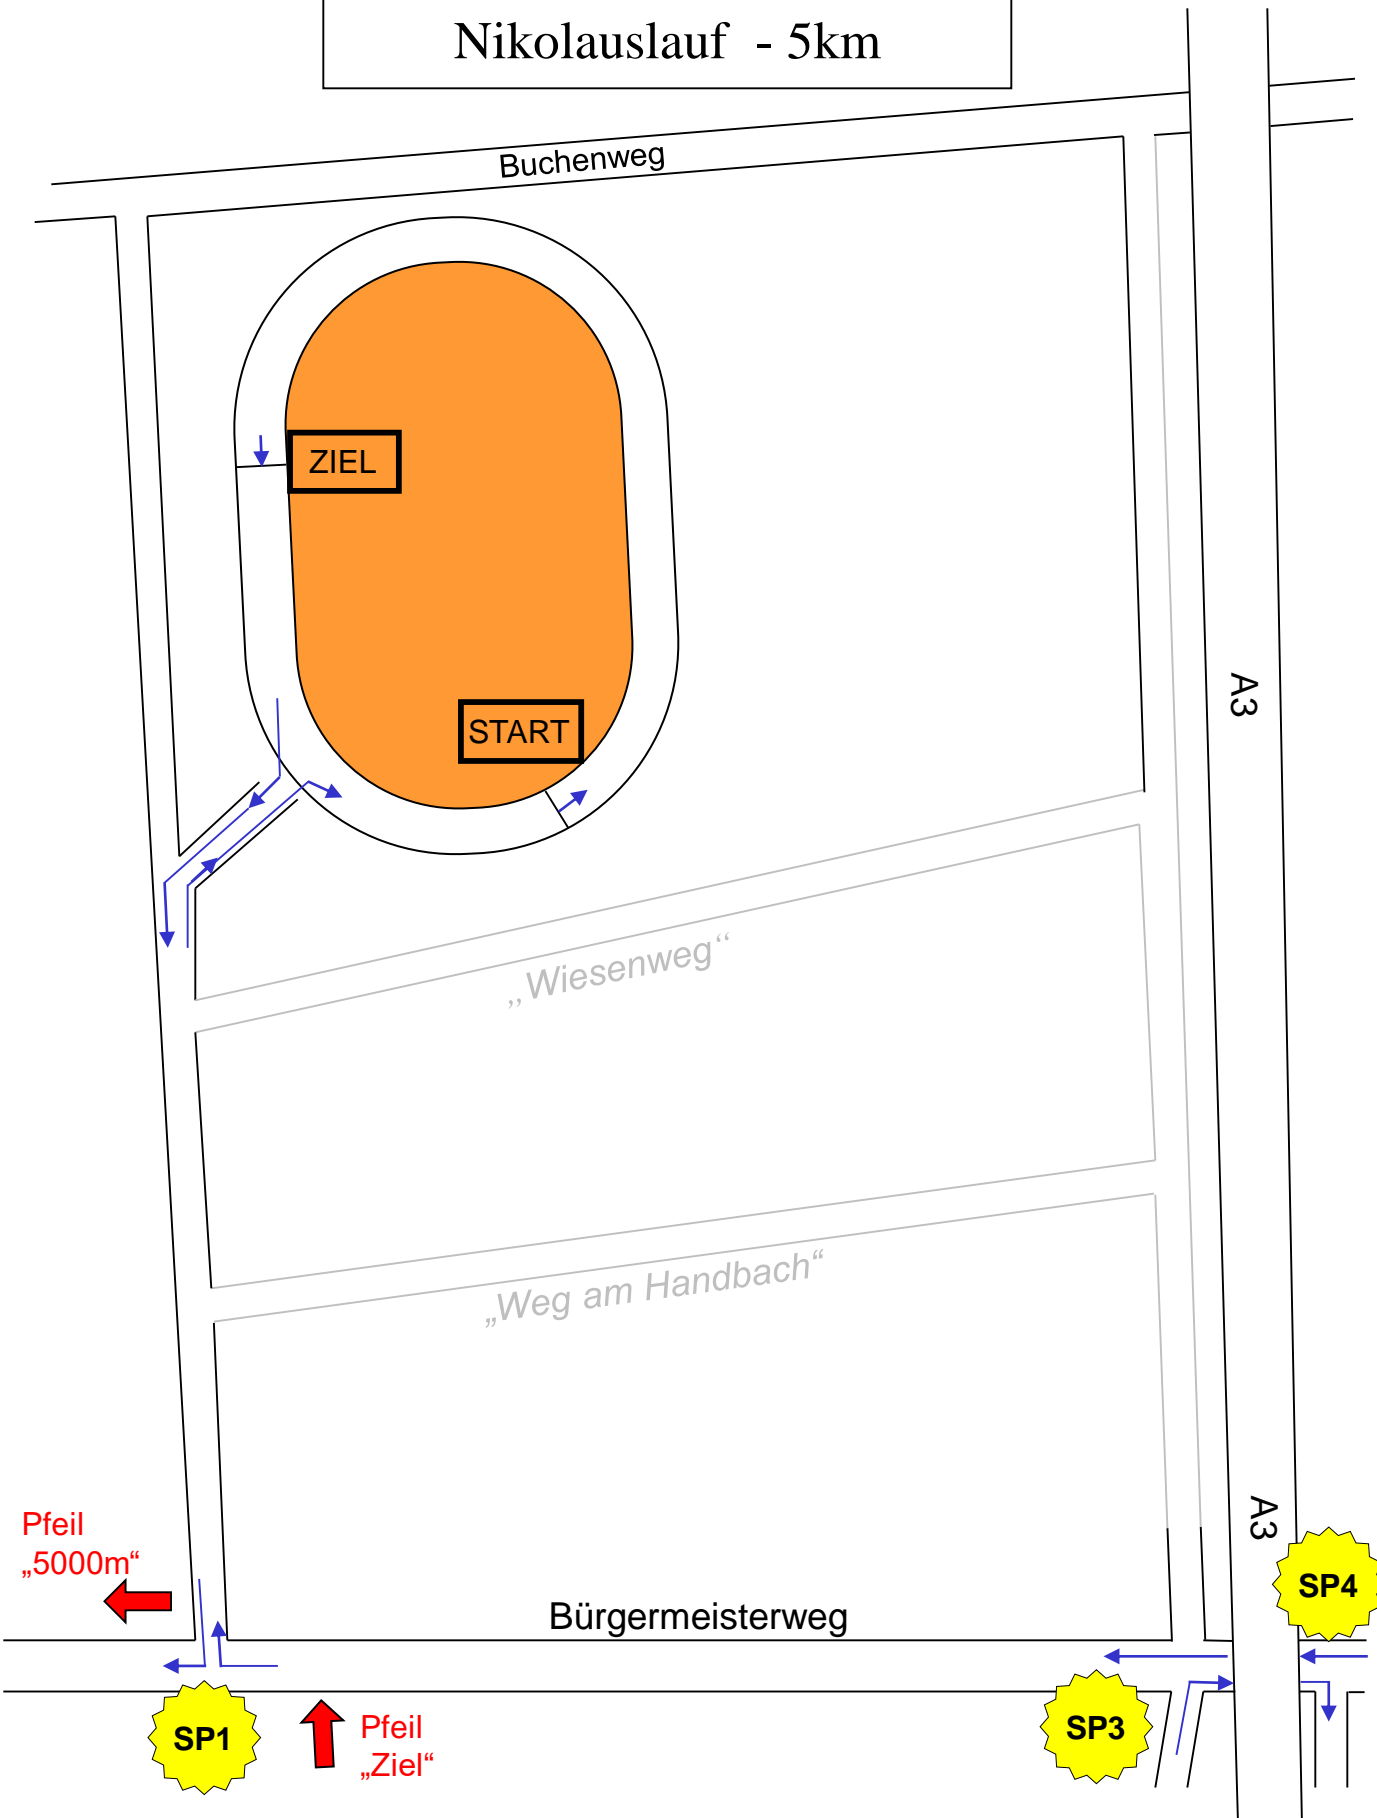 Nikolauslauf - 5km
Buchenweg
ZIEL
START
A3
„Wiesenweg“
„Weg am Handbach“
A3
Pfeil
„5000m“
SP4
Bürgermeisterweg
SP1
Pfeil
„Ziel“
SP3